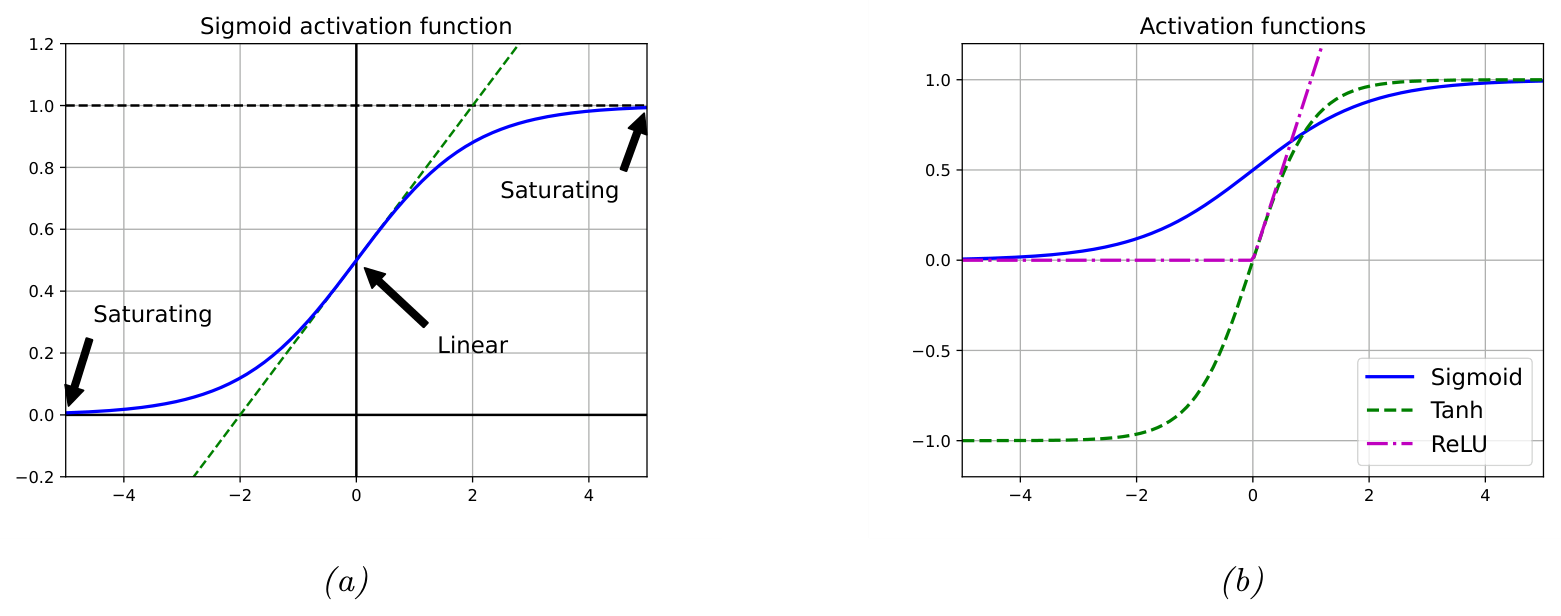 Sigmoid activation function
1.2
1.0
0.8
0.6
0.4
0.2
0.0
−0.2
−4
−2
0
2
4
Saturating
Saturating
Linear
(a)
Activation functions
1.0
0.5
0.0
−0.5
−1.0
−4
−2
0
2
4
Sigmoid
Tanh
ReLU
(b)